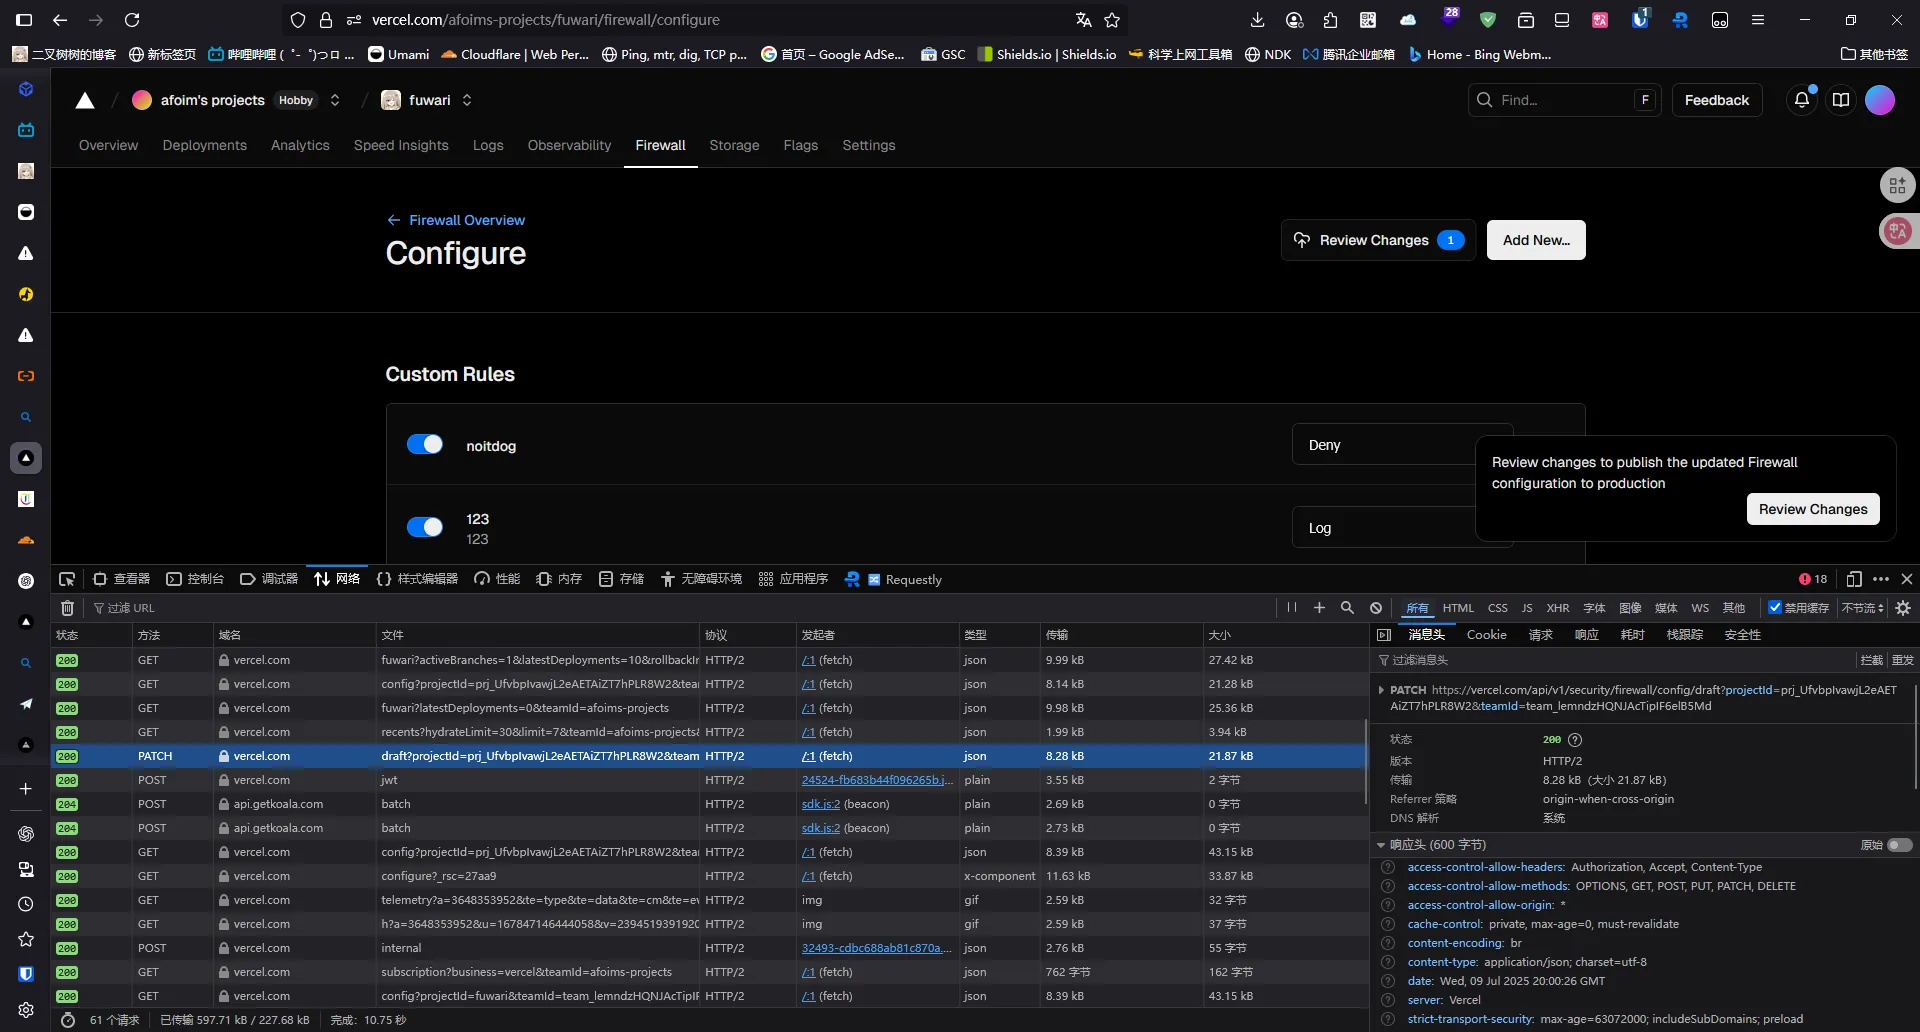 vercel.com/afoims-projects/fuwari/firewall/configure
28
1
二叉树树的博客 新标签页 哔哩哔哩 ( ゜- ゜)つロ ... Umami Cloudflare | Web Per... Ping, mtr, dig, TCP p... 首页 – Google AdSe... GSC Shields.io | Shields.io 科学上网工具箱 NDK 腾讯企业邮箱 Home - Bing Webm... 其他书签
afoim's projects Hobby / fuwari Find... F Feedback
Overview Deployments Analytics Speed Insights Logs Observability Firewall Storage Flags Settings
← Firewall Overview
Configure
Review Changes 1 Add New...
Custom Rules
noitdog Deny
Review changes to publish the updated Firewall
configuration to production
Review Changes
123
123
Log
查看器 控制台 调试器 网络 样式编辑器 性能 内存 存储 无障碍环境 应用程序 Requestly 18
过滤 URL 所有 HTML CSS JS XHR 字体 图像 媒体 WS 其他 禁用缓存 不节流
状态 方法 域名 文件 协议 发起者 类型 传输 大小
200 GET vercel.com fuwari?activeBranches=1&latestDeployments=10&rollbackIr HTTP/2 /:1 (fetch) json 9.99 kB 27.42 kB
200 GET vercel.com config?projectId=prj_UfvbpIvawjL2eAETAiZT7hPLR8W2&tea HTTP/2 /:1 (fetch) json 8.14 kB 21.28 kB
200 GET vercel.com fuwari?latestDeployments=0&teamId=afoims-projects HTTP/2 /:1 (fetch) json 9.98 kB 25.36 kB
200 GET vercel.com recents?hydrateLimit=30&limit=7&teamId=afoims-projects& HTTP/2 /:1 (fetch) json 1.99 kB 3.94 kB
200 PATCH vercel.com draft?projectId=prj_UfvbpIvawjL2eAETAiZT7hPLR8W2&team HTTP/2 /:1 (fetch) json 8.28 kB 21.87 kB
200 POST vercel.com jwt HTTP/2 24524-fb683b44f096265b.j... plain 3.55 kB 2 字节
204 POST api.getkoala.com batch HTTP/2 sdk.js:2 (beacon) plain 2.69 kB 0 字节
204 POST api.getkoala.com batch HTTP/2 sdk.js:2 (beacon) plain 2.73 kB 0 字节
200 GET vercel.com config?projectId=prj_UfvbpIvawjL2eAETAiZT7hPLR8W2&tea HTTP/2 /:1 (fetch) json 8.39 kB 43.15 kB
200 GET vercel.com configure?_rsc=27aa9 HTTP/2 /:1 (fetch) x-component 11.63 kB 33.87 kB
200 GET vercel.com telemetry?a=3648353952&te=type&te=data&te=cm&te=ev HTTP/2 img gif 2.59 kB 32 字节
200 GET vercel.com h?a=3648353952&u=167847146444058&v=2394519391920 HTTP/2 img gif 2.59 kB 37 字节
200 POST vercel.com internal HTTP/2 32493-cdbc688ab81c870a.... json 2.76 kB 55 字节
200 GET vercel.com subscription?business=vercel&teamId=afoims-projects HTTP/2 /:1 (fetch) json 762 字节 162 字节
200 GET vercel.com config?projectId=fuwari&teamId=team_lemndzHQNJAcTipIF HTTP/2 /:1 (fetch) json 8.39 kB 43.15 kB
61 个请求 已传输 597.71 kB / 227.68 kB 完成：10.75 秒
消息头 Cookie 请求 响应 耗时 栈跟踪 安全性
过滤消息头 拦截 重发
PATCH https://vercel.com/api/v1/security/firewall/config/draft?projectId=prj_UfvbpIvawjL2eAET
AiZT7hPLR8W2&teamId=team_lemndzHQNJAcTipIF6elB5Md
状态 200
版本 HTTP/2
传输 8.28 kB（大小 21.87 kB）
Referrer 策略 origin-when-cross-origin
DNS 解析 系统
响应头 (600 字节) 原始
access-control-allow-headers: Authorization, Accept, Content-Type
access-control-allow-methods: OPTIONS, GET, POST, PUT, PATCH, DELETE
access-control-allow-origin: *
cache-control: private, max-age=0, must-revalidate
content-encoding: br
content-type: application/json; charset=utf-8
date: Wed, 09 Jul 2025 20:00:26 GMT
server: Vercel
strict-transport-security: max-age=63072000; includeSubDomains; preload